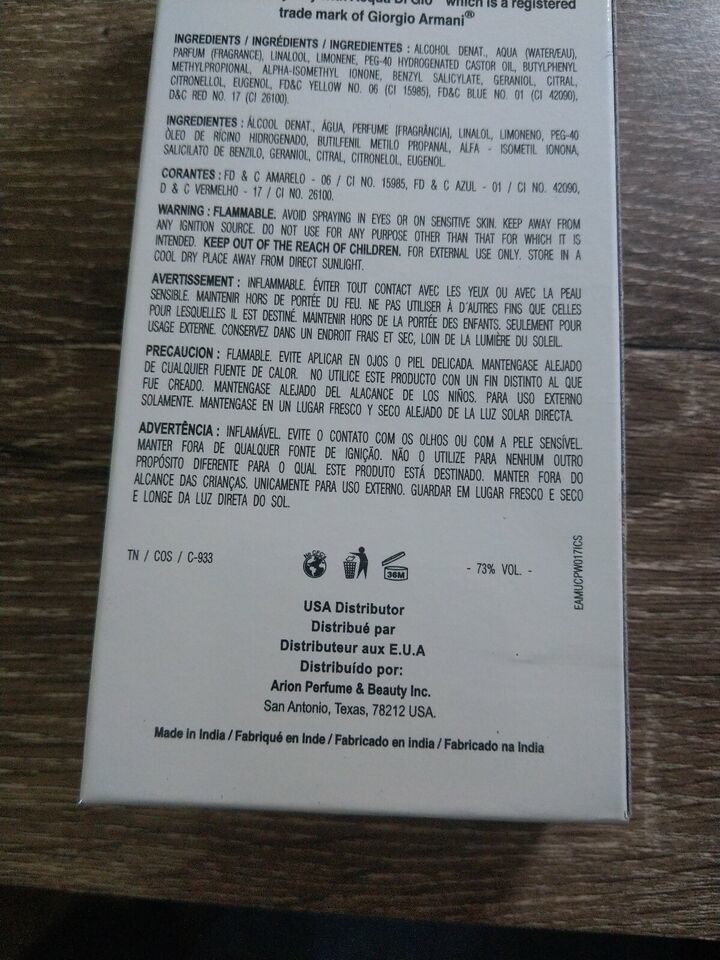 which is a registered
trade mark of Giorgio Armani®
INGREDIENTS / INGRÉDIENTS / INGREDIENTES : ALCOHOL DENAT., AQUA (WATER/EAU),
PARFUM (FRAGRANCE), LINALOOL, LIMONENE, PEG-40 HYDROGENATED CASTOR OIL, BUTYLPHENYL
METHYLPROPIONAL, ALPHA-ISOMETHYL IONONE, BENZYL SALICYLATE, GERANIOL, CITRAL,
CITRONELLOL, EUGENOL, FD&C YELLOW NO. 06 (CI 15985), FD&C BLUE NO. 01 (CI 42090),
D&C RED NO. 17 (CI 26100).
INGREDIENTES : ÁLCOOL DENAT., ÁGUA, PERFUME [FRAGRÂNCIA], LINALOL, LIMONENO, PEG-40
ÓLEO DE RÍCINO HIDROGENADO, BUTILFENIL METILO PROPANAL, ALFA - ISOMETIL IONONA,
SALICILATO DE BENZILO, GERANIOL, CITRAL, CITRONELOL, EUGENOL.
CORANTES : FD & C AMARELO - 06 / CI NO. 15985, FD & C AZUL - 01 / CI NO. 42090,
D & C VERMELHO - 17 / CI NO. 26100.
WARNING : FLAMMABLE. AVOID SPRAYING IN EYES OR ON SENSITIVE SKIN. KEEP AWAY FROM
ANY IGNITION SOURCE. DO NOT USE FOR ANY PURPOSE OTHER THAN THAT FOR WHICH IT IS
INTENDED. KEEP OUT OF THE REACH OF CHILDREN. FOR EXTERNAL USE ONLY. STORE IN A
COOL DRY PLACE AWAY FROM DIRECT SUNLIGHT.
AVERTISSEMENT : INFLAMMABLE. ÉVITER TOUT CONTACT AVEC LES YEUX OU AVEC LA PEAU
SENSIBLE. MAINTENIR HORS DE PORTÉE DU FEU. NE PAS UTILISER À D'AUTRES FINS QUE CELLES
POUR LESQUELLES IL EST DESTINÉ. MAINTENIR HORS DE LA PORTÉE DES ENFANTS. SEULEMENT POUR
USAGE EXTERNE. CONSERVEZ DANS UN ENDROIT FRAIS ET SEC, LOIN DE LA LUMIÈRE DU SOLEIL.
PRECAUCION : FLAMABLE. EVITE APLICAR EN OJOS O PIEL DELICADA. MANTENGASE ALEJADO
DE CUALQUIER FUENTE DE CALOR. NO UTILICE ESTE PRODUCTO CON UN FIN DISTINTO AL QUE
FUE CREADO. MANTENGASE ALEJADO DEL ALACANCE DE LOS NIÑOS. PARA USO EXTERNO
SOLAMENTE. MANTENGASE EN UN LUGAR FRESCO Y SECO ALEJADO DE LA LUZ SOLAR DIRECTA.
ADVERTÊNCIA : INFLAMÁVEL. EVITE O CONTATO COM OS OLHOS OU COM A PELE SENSÍVEL.
MANTER FORA DE QUALQUER FONTE DE IGNIÇÃO. NÃO O UTILIZE PARA NENHUM OUTRO
PROPÓSITO DIFERENTE PARA O QUAL ESTE PRODUTO ESTÁ DESTINADO. MANTER FORA DO
ALCANCE DAS CRIANÇAS. UNICAMENTE PARA USO EXTERNO. GUARDAR EM LUGAR FRESCO E SECO
E LONGE DA LUZ DIRETA DO SOL.
TN / COS / C-933
36M
- 73% VOL. -
EAMUCPW017ICS
USA Distributor
Distribué par
Distributeur aux E.U.A
Distribuído por:
Arion Perfume & Beauty Inc.
San Antonio, Texas, 78212 USA.
Made in India / Fabriqué en Inde / Fabricado en india / Fabricado na India